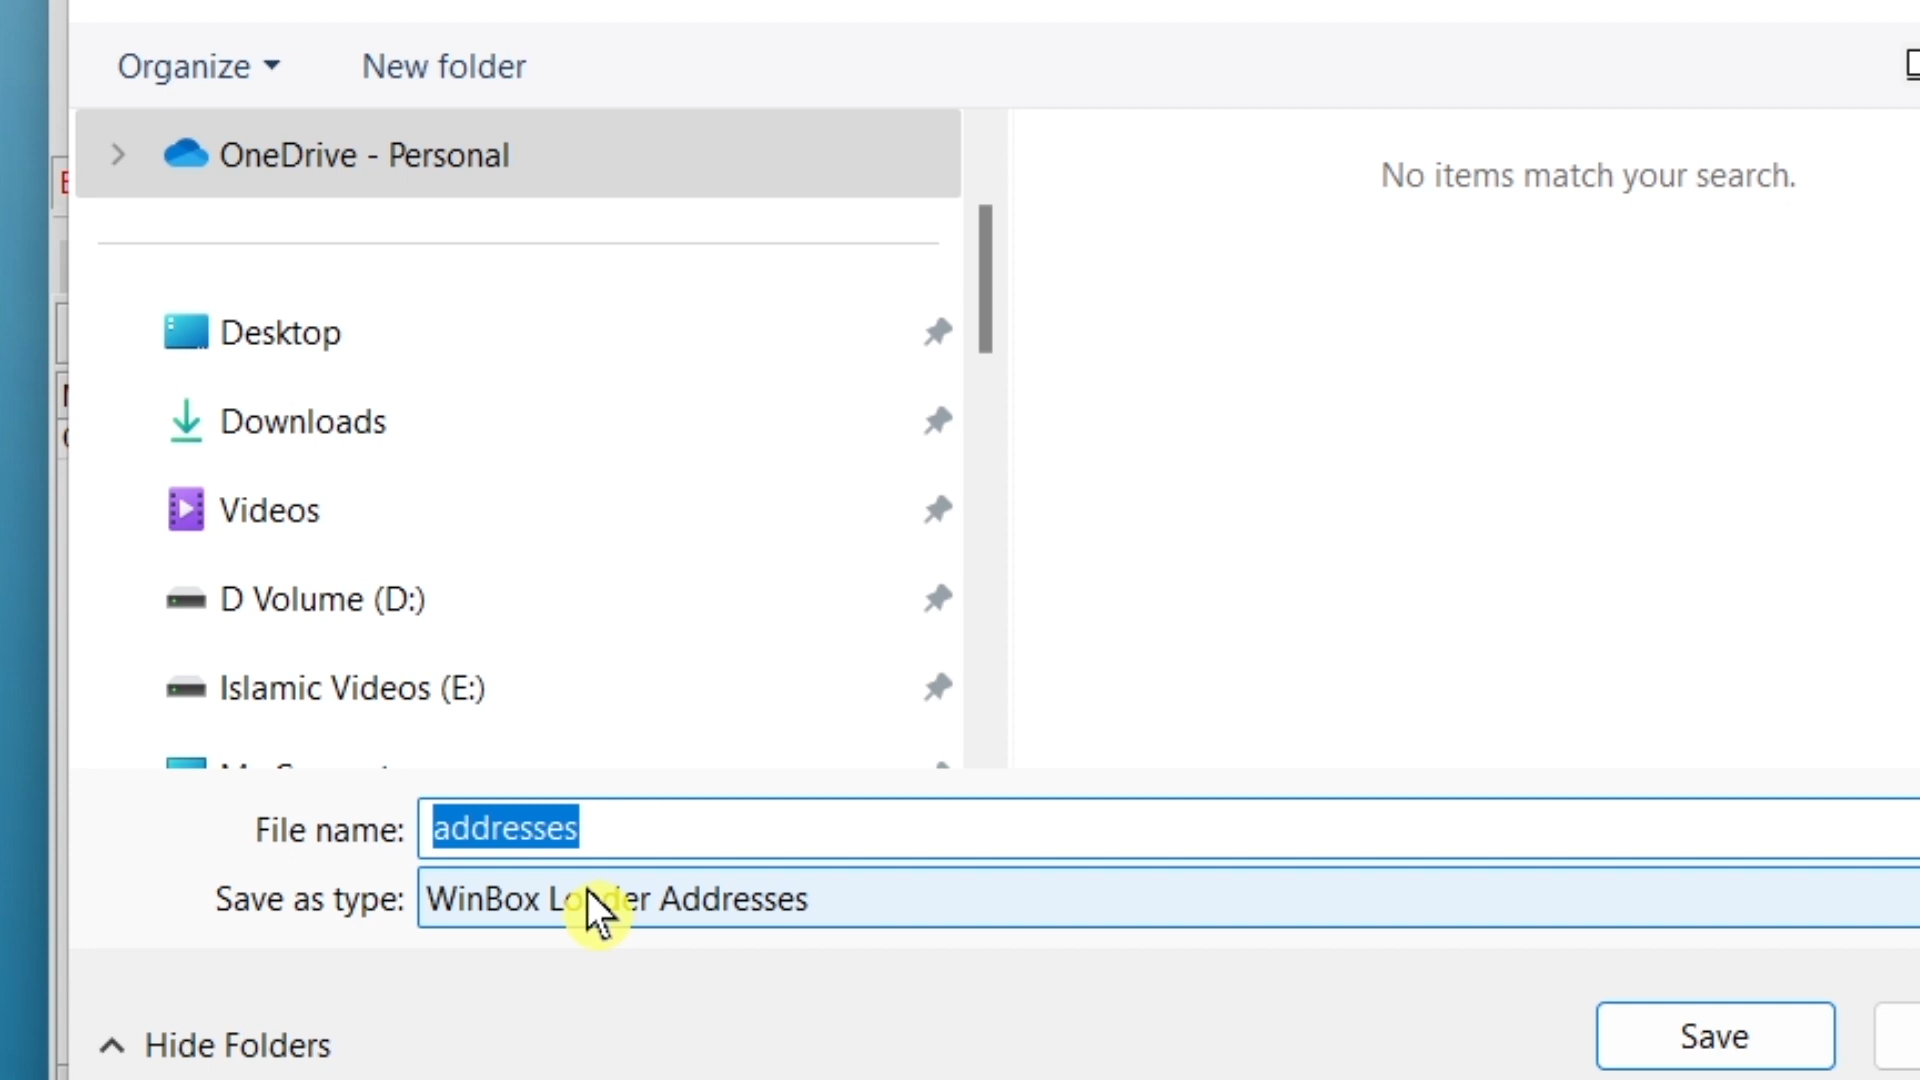 Organize
New folder
OneDrive - Personal
No items match your search.
Desktop
Downloads
Videos
D Volume (D:)
Islamic Videos (E:)
File name: addresses
Save as type: WinBox Loader Addresses
Hide Folders
Save